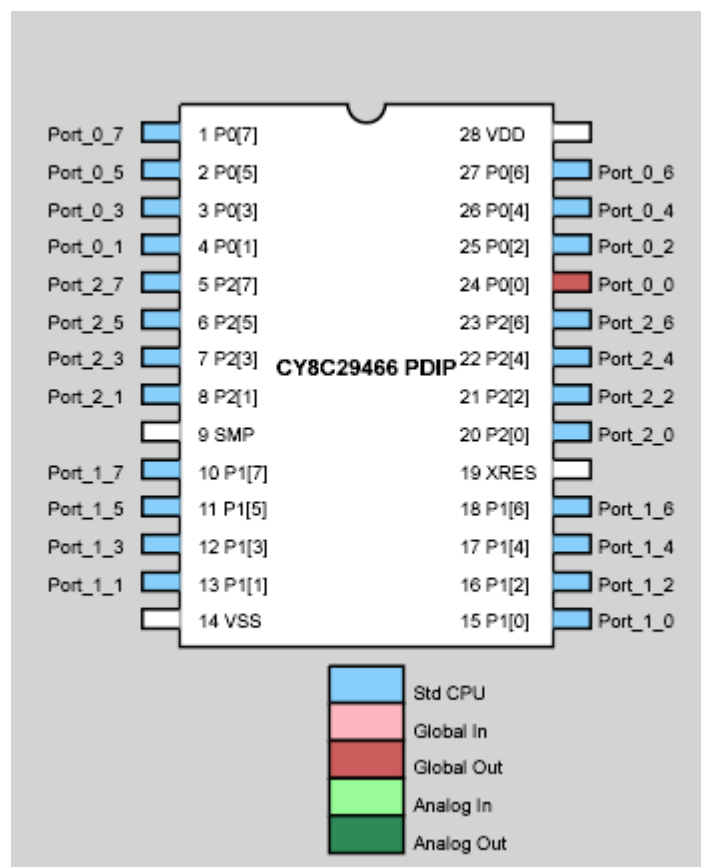 Port_0_7 1 P0[7] 28 VDD
Port_0_5 2 P0[5] 27 P0[6] Port_0_6
Port_0_3 3 P0[3] 26 P0[4] Port_0_4
Port_0_1 4 P0[1] 25 P0[2] Port_0_2
Port_2_7 5 P2[7] 24 P0[0] Port_0_0
Port_2_5 6 P2[5] 23 P2[6] Port_2_6
Port_2_3 7 P2[3] CY8C29466 PDIP 22 P2[4] Port_2_4
Port_2_1 8 P2[1] 21 P2[2] Port_2_2
9 SMP 20 P2[0] Port_2_0
Port_1_7 10 P1[7] 19 XRES
Port_1_5 11 P1[5] 18 P1[6] Port_1_6
Port_1_3 12 P1[3] 17 P1[4] Port_1_4
Port_1_1 13 P1[1] 16 P1[2] Port_1_2
14 VSS 15 P1[0] Port_1_0
Std CPU
Global In
Global Out
Analog In
Analog Out